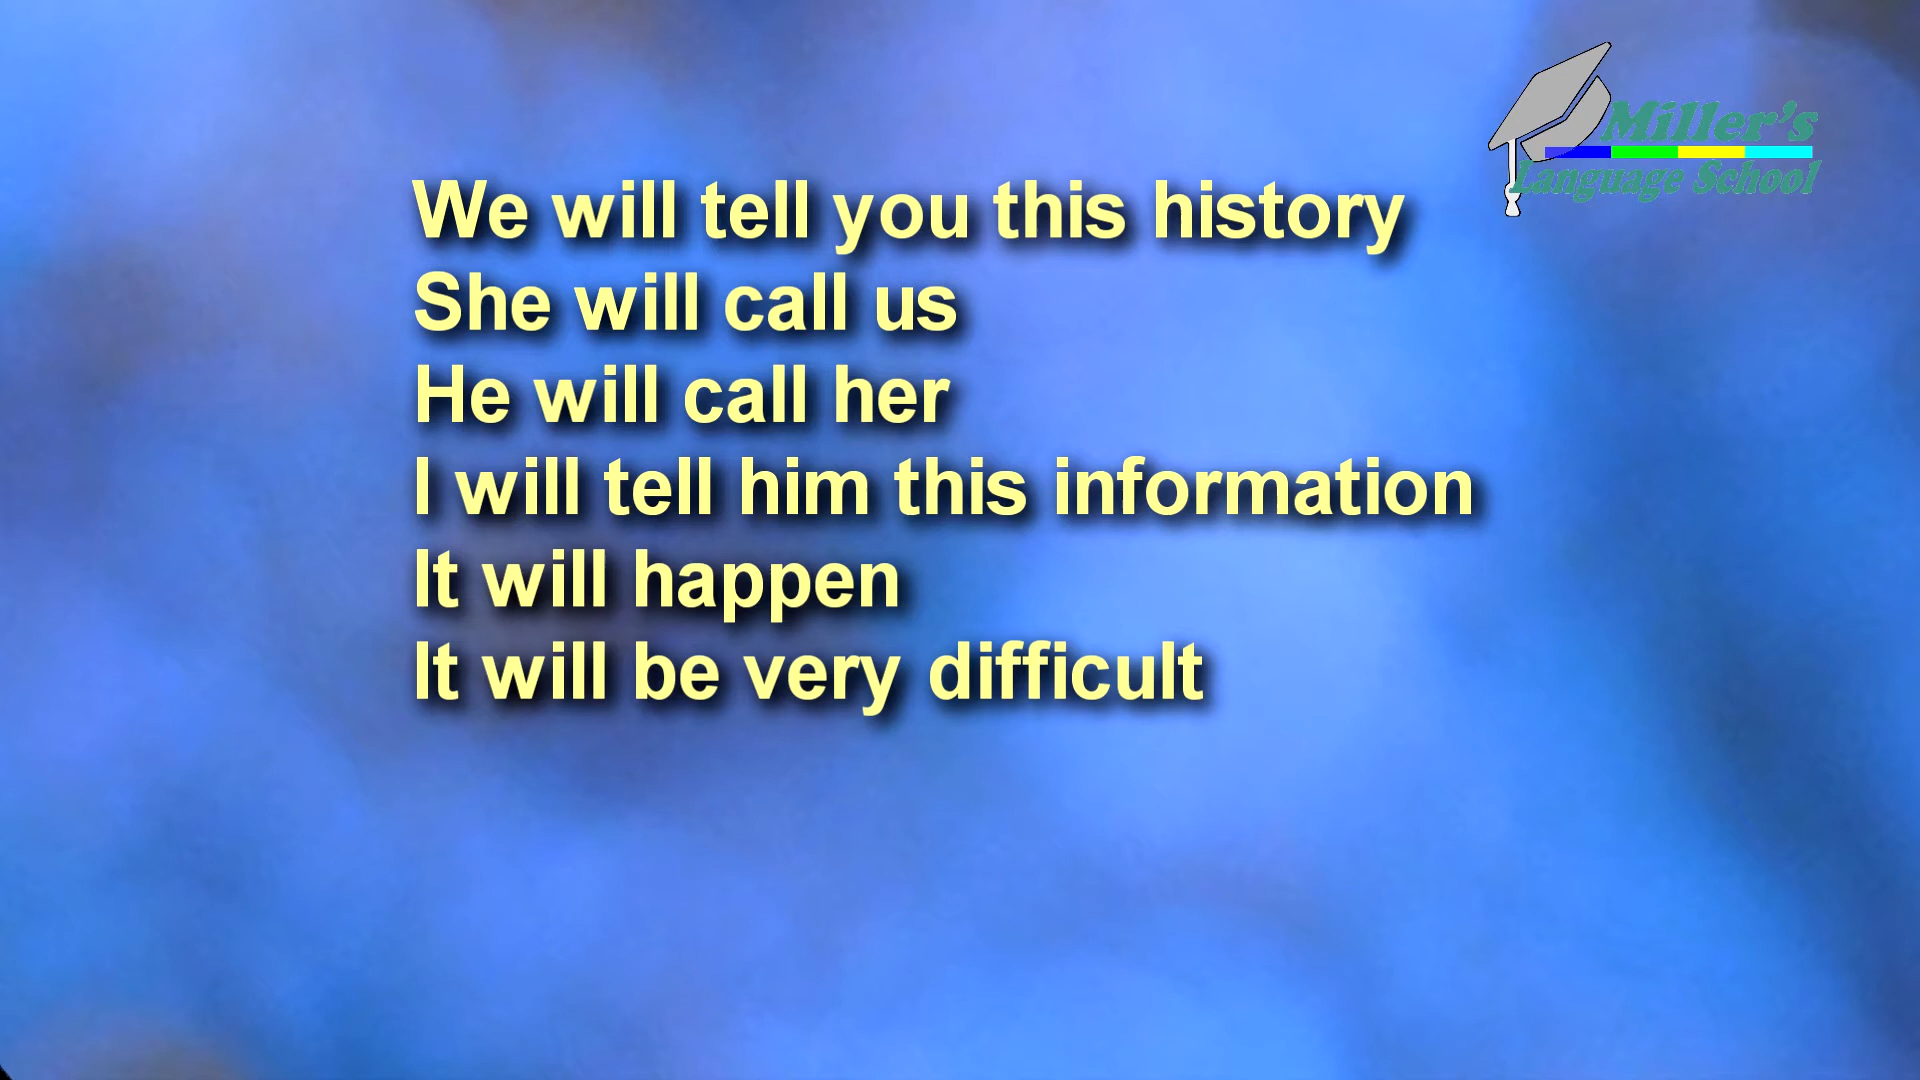 Miller's
Language School
We will tell you this history
She will call us
He will call her
I will tell him this information
It will happen
It will be very difficult